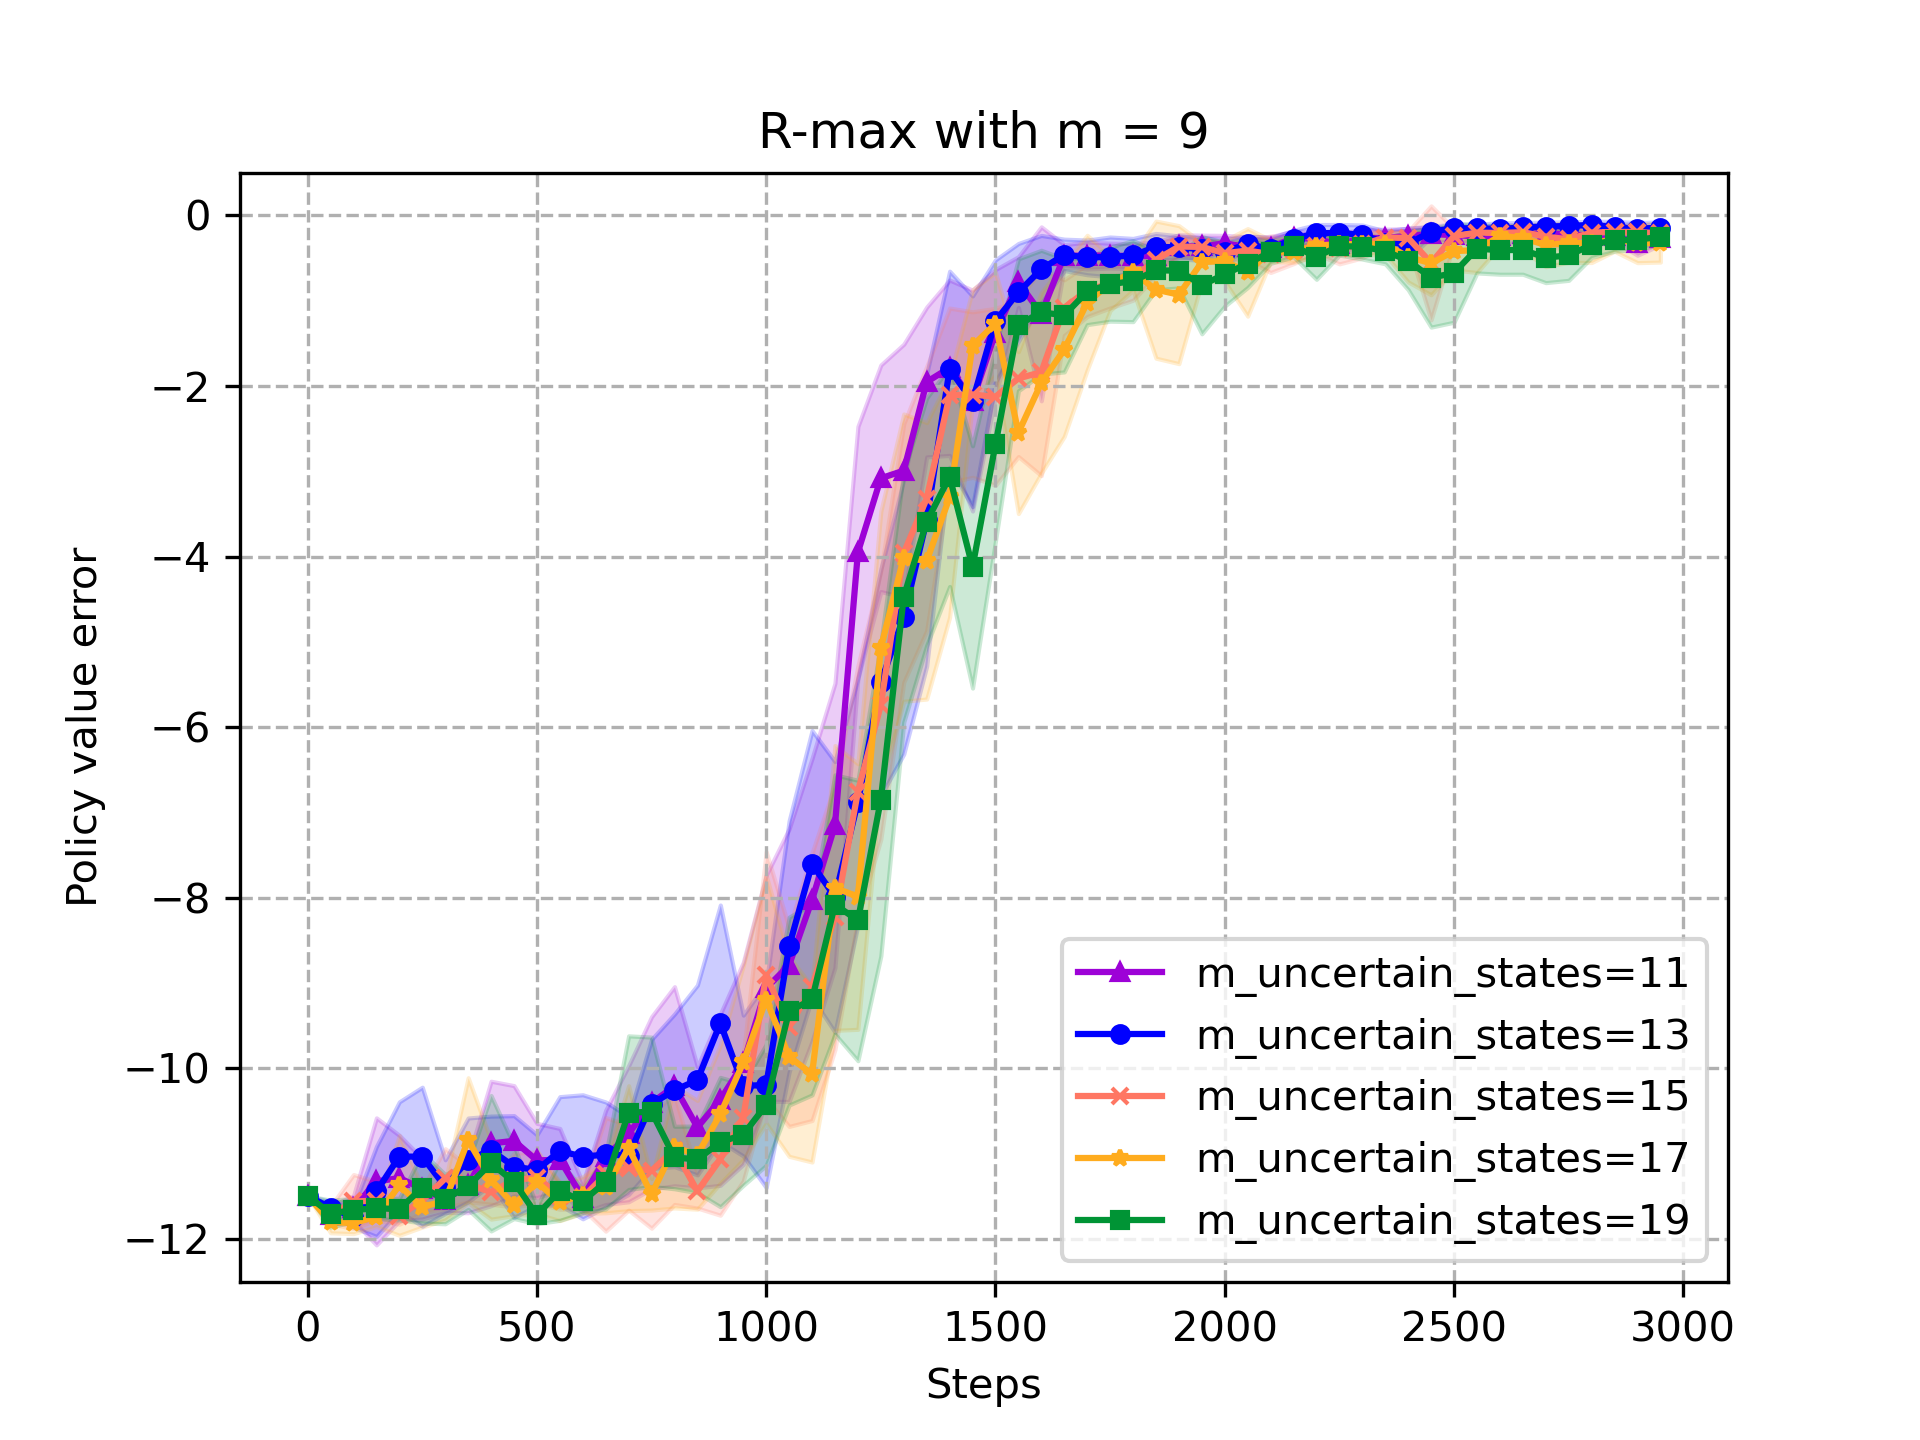 R-max with m = 9
Policy value error
0
−2
−4
−6
−8
−10
−12
m_uncertain_states=11
m_uncertain_states=13
m_uncertain_states=15
m_uncertain_states=17
m_uncertain_states=19
0 500 1000 1500 2000 2500 3000
Steps